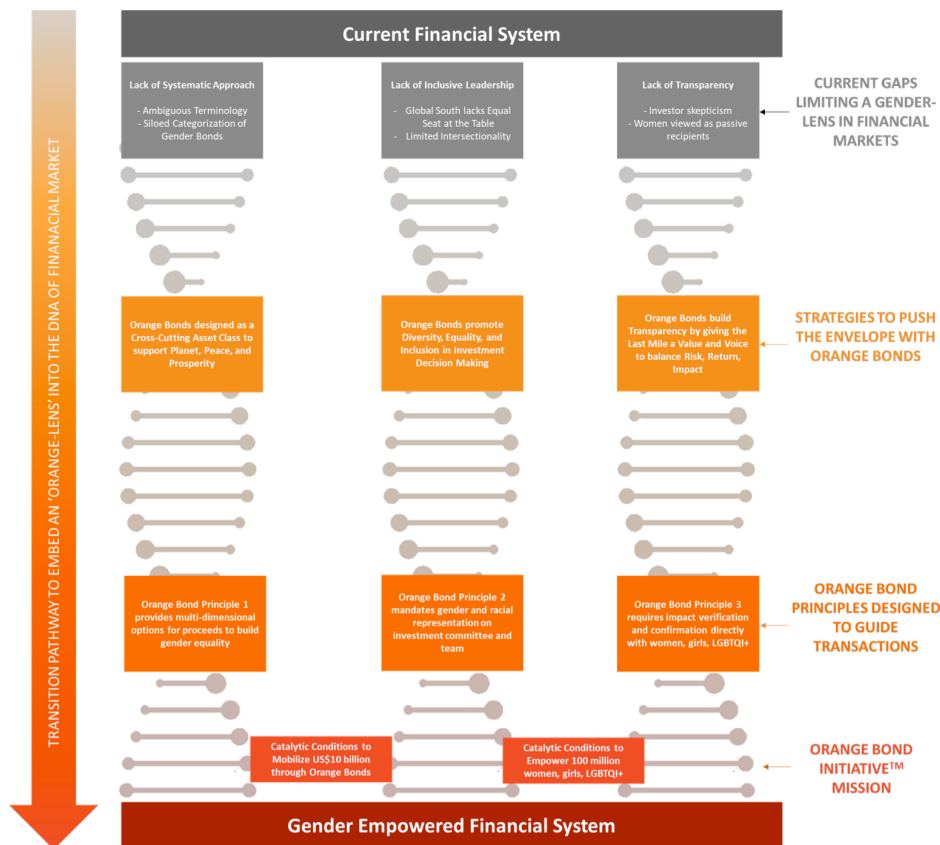 Current Financial System
Lack of Systematic Approach
- Ambiguous Terminology
- Siloed Categorization of
Gender Bonds
Lack of Inclusive Leadership
- Global South lacks Equal
Seat at the Table
- Limited Intersectionality
Lack of Transparency
- Investor skepticism
- Women viewed as passive
recipients
CURRENT GAPS
LIMITING A GENDER-
LENS IN FINANCIAL
MARKETS
TRANSITION PATHWAY TO EMBED AN 'ORANGE-LENS' INTO THE DNA OF FINANACIAL MARKET
Orange Bonds designed as a
Cross-Cutting Asset Class to
support Planet, Peace, and
Prosperity
Orange Bonds promote
Diversity, Equality, and
Inclusion in Investment
Decision Making
Orange Bonds build
Transparency by giving the
Last Mile a Value and Voice
to balance Risk, Return,
Impact
STRATEGIES TO PUSH
THE ENVELOPE WITH
ORANGE BONDS
Orange Bond Principle 1
provides multi-dimensional
options for proceeds to build
gender equality
Orange Bond Principle 2
mandates gender and racial
representation on
investment committee and
team
Orange Bond Principle 3
requires impact verification
and confirmation directly
with women, girls, LGBTQI+
ORANGE BOND
PRINCIPLES DESIGNED
TO GUIDE
TRANSACTIONS
Catalytic Conditions to
Mobilize US$10 billion
through Orange Bonds
Catalytic Conditions to
Empower 100 million
women, girls, LGBTQI+
ORANGE BOND
INITIATIVE™
MISSION
Gender Empowered Financial System